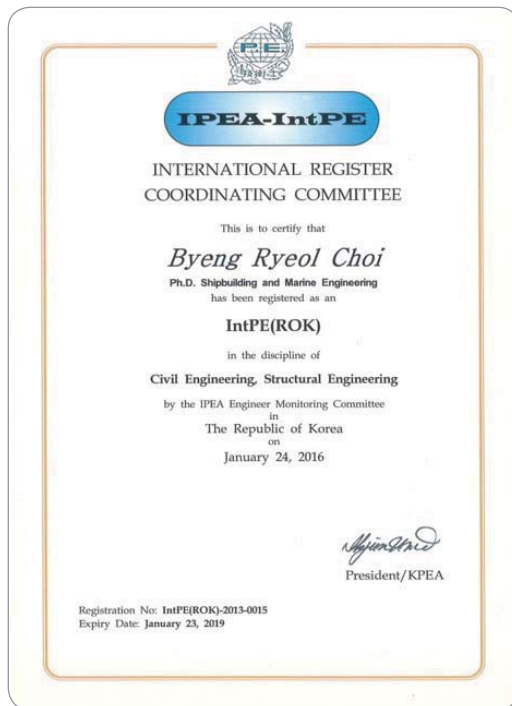 P.E.
IPEA-IntPE
INTERNATIONAL REGISTER
COORDINATING COMMITTEE
This is to certify that
Byeng Ryeol Choi
Ph.D. Shipbuilding and Marine Engineering
has been registered as an
IntPE(ROK)
in the discipline of
Civil Engineering, Structural Engineering
by the IPEA Engineer Monitoring Committee
in
The Republic of Korea
on
January 24, 2016
President/KPEA
Registration No: IntPE(ROK)-2013-0015
Expiry Date: January 23, 2019